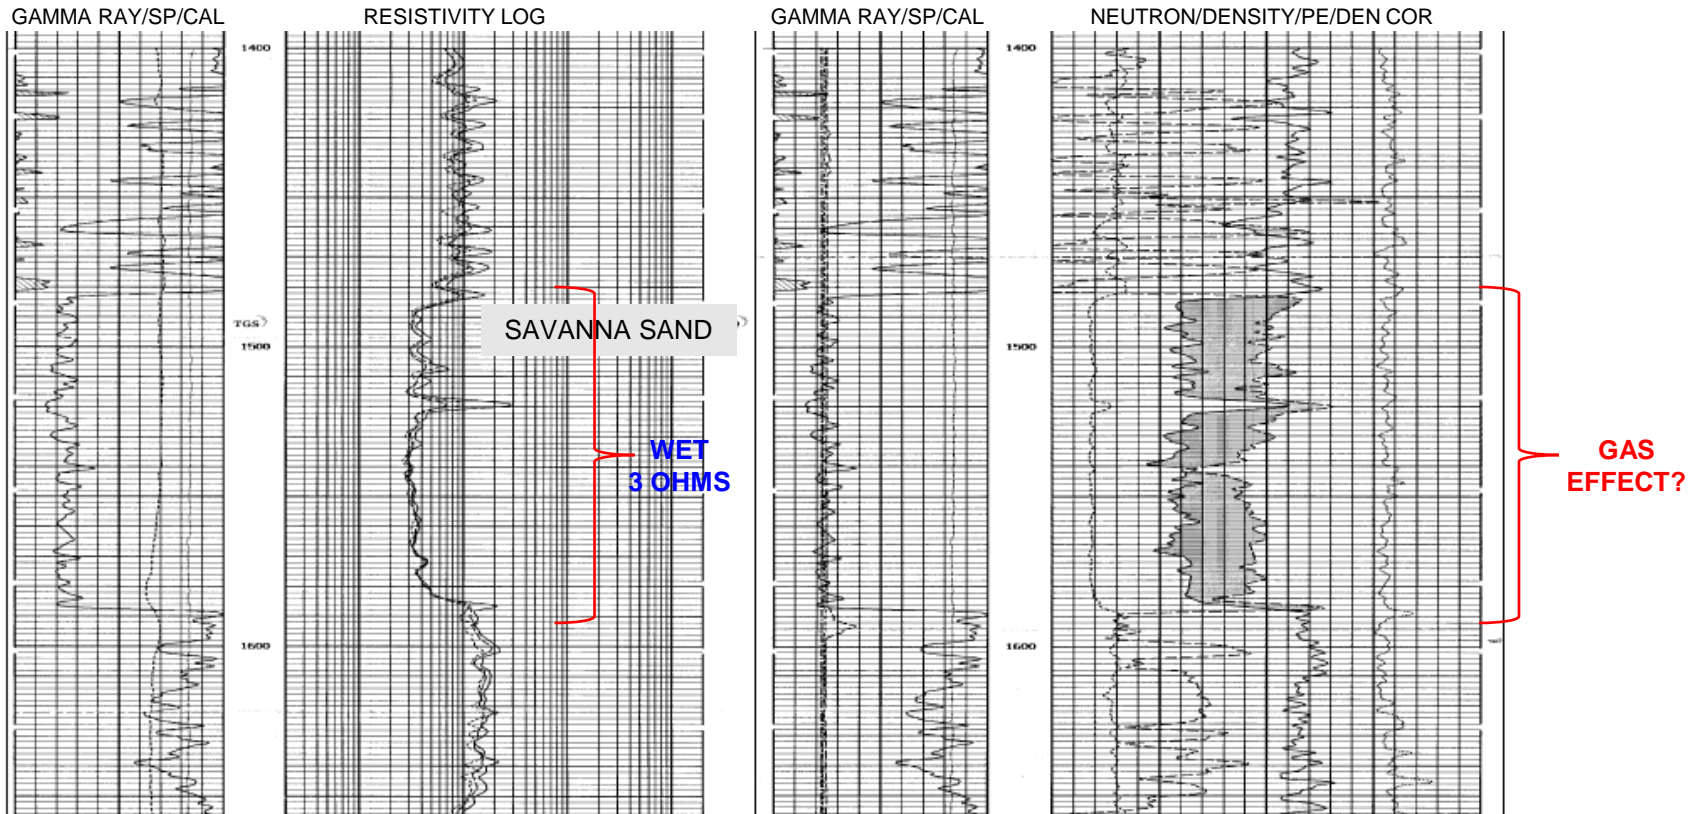 GAMMA RAY/SP/CAL
RESISTIVITY LOG
GAMMA RAY/SP/CAL
NEUTRON/DENSITY/PE/DEN COR
1400
1400
TGS
SAVANNA SAND
1500
1500
WET
3 OHMS
GAS
EFFECT?
1600
1600